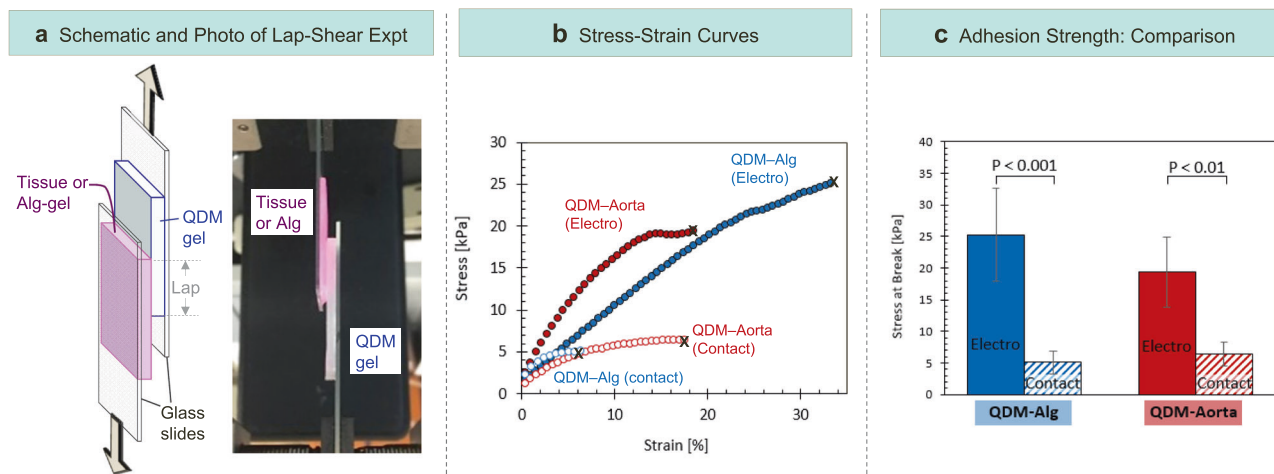 a Schematic and Photo of Lap-Shear Expt
Tissue or
Alg-gel
QDM
gel
Lap
Glass
slides
Tissue
or Alg
QDM
gel
b Stress-Strain Curves
30
25
20
15
10
5
0
Stress [kPa]
QDM–Alg
(Electro)
QDM–Aorta
(Electro)
QDM–Aorta
(Contact)
QDM–Alg (contact)
0
10
20
30
Strain [%]
c Adhesion Strength: Comparison
40
35
30
25
20
15
10
5
0
Stress at Break [kPa]
P < 0.001
P < 0.01
Electro
Contact
Electro
Contact
QDM-Alg
QDM-Aorta